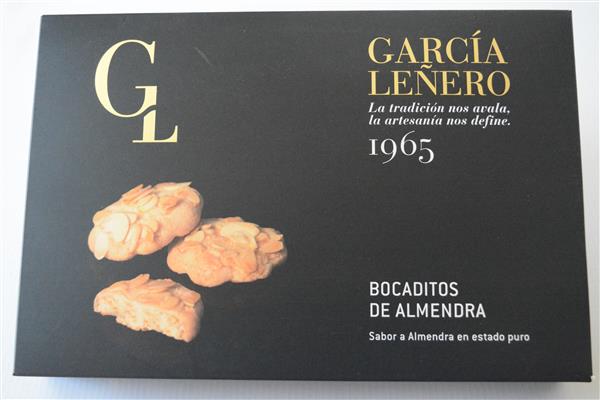 GL
GARCÍA
LEÑERO
La tradición nos avala,
la artesanía nos define.
1965
BOCADITOS
DE ALMENDRA
Sabor a Almendra en estado puro